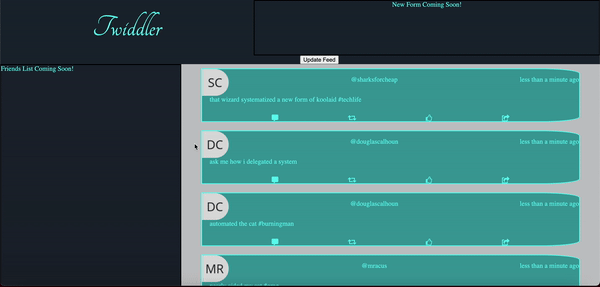 Twiddler
New Form Coming Soon!
Update Feed
Friends List Coming Soon!
SC
@sharksforcheap
less than a minute ago
that wizard systematized a new form of koolaid #techlife
DC
@douglascalhoun
less than a minute ago
ask me how i delegated a system
DC
@douglascalhoun
less than a minute ago
automated the cat #burningman
MR
@mracus
less than a minute ago